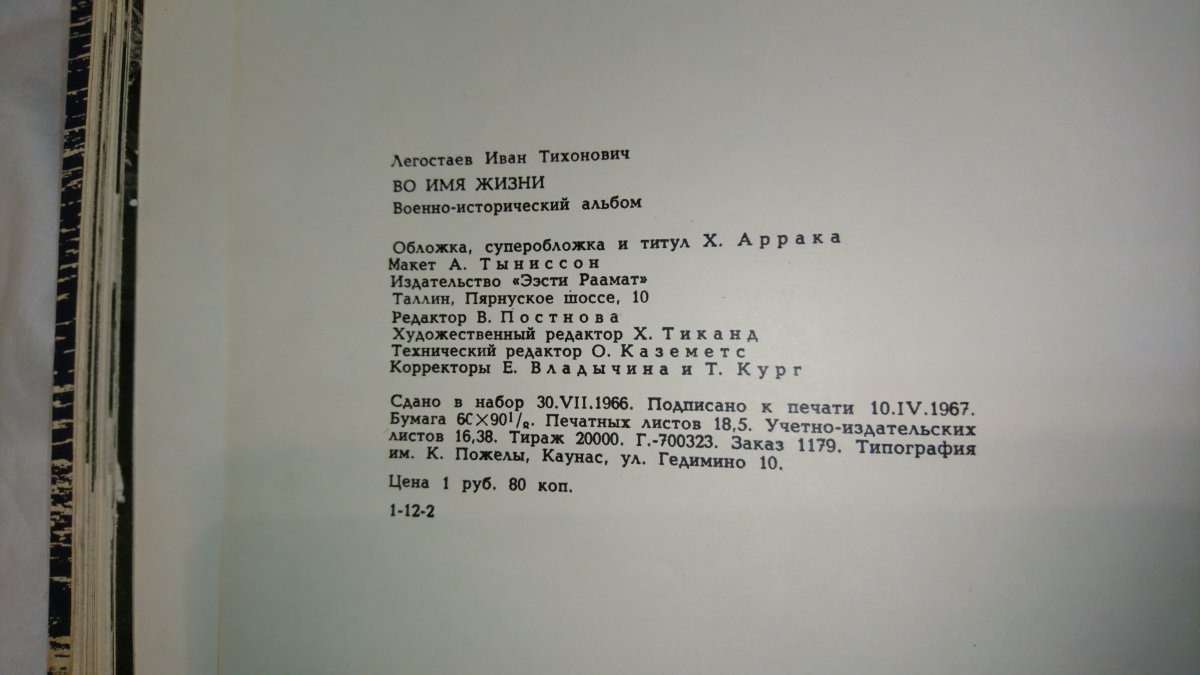 Легостаев Иван Тихонович
ВО ИМЯ ЖИЗНИ
Военно-исторический альбом
Обложка, суперобложка и титул Х. Аррака
Макет А. Тыниссон
Издательство «Ээсти Раамат»
Таллин, Пярнуское шоссе, 10
Редактор В. Постнова
Художественный редактор Х. Тиканд
Технический редактор О. Каземетс
Корректоры Е. Владычина и Т. Кург
Сдано в набор 30.VII.1966. Подписано к печати 10.IV.1967.
Бумага 60×90¹/₈. Печатных листов 18,5. Учетно-издательских
листов 16,38. Тираж 20000. Г.-700323. Заказ 1179. Типография
им. К. Пожелы, Каунас, ул. Гедимино 10.
Цена 1 руб. 80 коп.
1-12-2